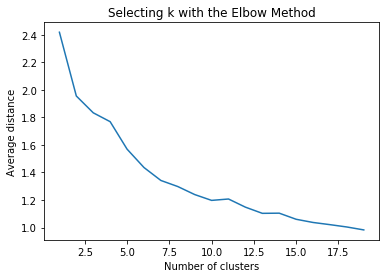 Selecting k with the Elbow Method
2.4
2.2
2.0
1.8
1.6
1.4
1.2
1.0
Average distance
2.5 5.0 7.5 10.0 12.5 15.0 17.5
Number of clusters